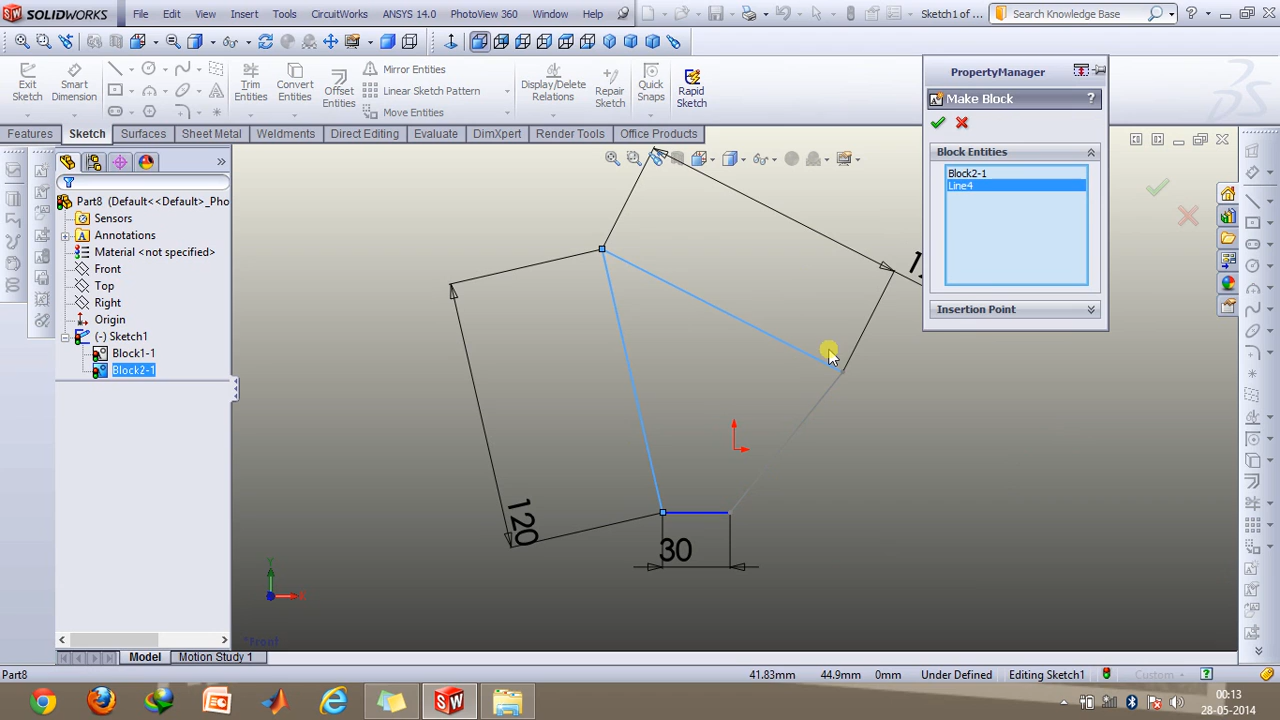 SOLIDWORKS File Edit View Insert Tools CircuitWorks ANSYS 14.0 PhotoView 360 Window Help Sketch1 of ... Search Knowledge Base
Exit Sketch
Smart Dimension
Trim Entities
Convert Entities
Offset Entities
Mirror Entities
Linear Sketch Pattern
Move Entities
Display/Delete Relations
Repair Sketch
Quick Snaps
Rapid Sketch
Features Sketch Surfaces Sheet Metal Weldments Direct Editing Evaluate DimXpert Render Tools Office Products
PropertyManager
Make Block ?
Block Entities
Block2-1
Line4
Insertion Point
Part8 (Default<<Default>_Pho
Sensors
Annotations
Material <not specified>
Front
Top
Right
Origin
(-) Sketch1
Block1-1
Block2-1
120
30
Y
*Front
Model Motion Study 1
Part8 41.83mm 44.9mm 0mm Under Defined Editing Sketch1 Custom
00:13
28-05-2014